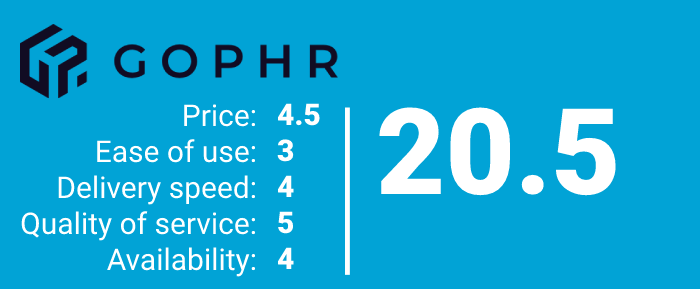 GOPHR
Price: 4.5
Ease of use: 3
Delivery speed: 4
Quality of service: 5
Availability: 4
20.5